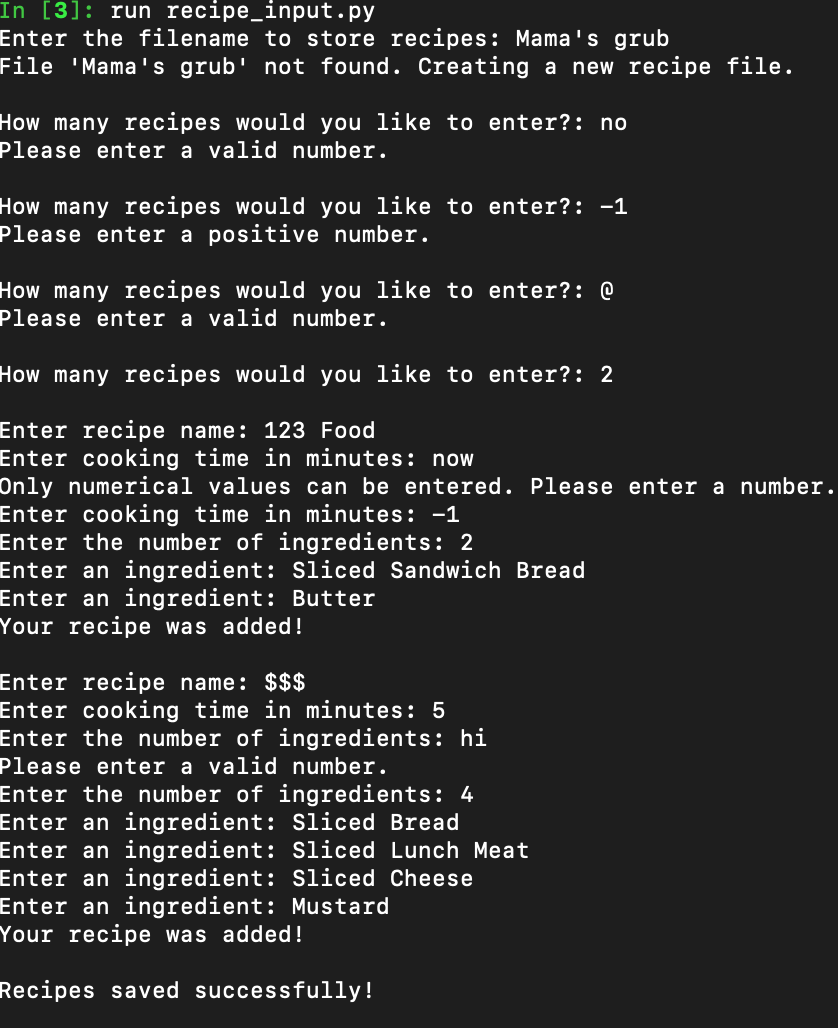 In [3]: run recipe_input.py
Enter the filename to store recipes: Mama's grub
File 'Mama's grub' not found. Creating a new recipe file.
How many recipes would you like to enter?: no
Please enter a valid number.
How many recipes would you like to enter?: -1
Please enter a positive number.
How many recipes would you like to enter?: @
Please enter a valid number.
How many recipes would you like to enter?: 2
Enter recipe name: 123 Food
Enter cooking time in minutes: now
Only numerical values can be entered. Please enter a number.
Enter cooking time in minutes: -1
Enter the number of ingredients: 2
Enter an ingredient: Sliced Sandwich Bread
Enter an ingredient: Butter
Your recipe was added!
Enter recipe name: $$$
Enter cooking time in minutes: 5
Enter the number of ingredients: hi
Please enter a valid number.
Enter the number of ingredients: 4
Enter an ingredient: Sliced Bread
Enter an ingredient: Sliced Lunch Meat
Enter an ingredient: Sliced Cheese
Enter an ingredient: Mustard
Your recipe was added!
Recipes saved successfully!